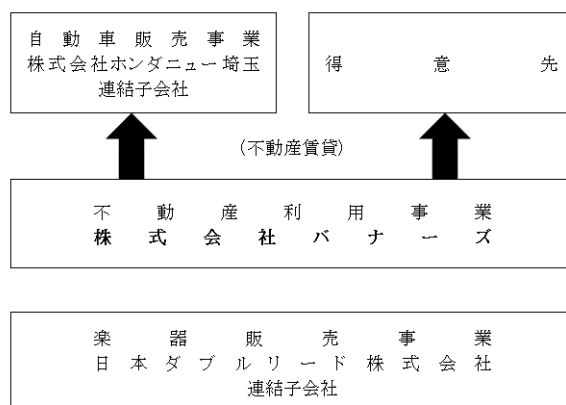 自動車販売事業
株式会社ホンダニュー埼玉
連結子会社
得意先
(不動産賃貸)
不動産利用事業
株式会社バナーズ
楽器販売事業
日本ダブルリード株式会社
連結子会社